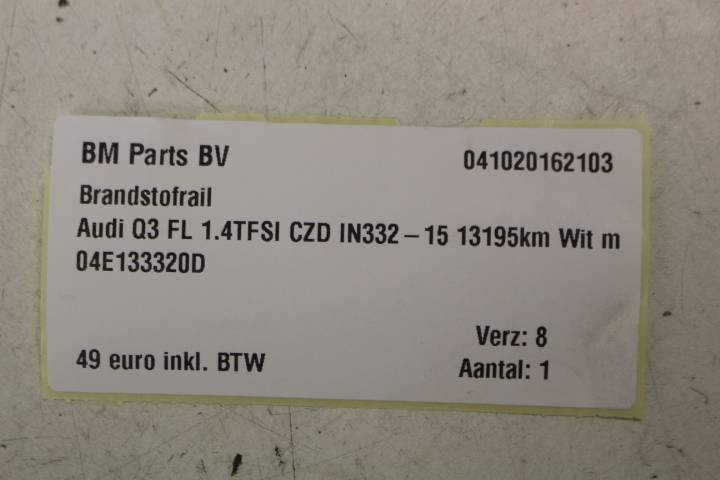 BM Parts BV 041020162103
Brandstofrail
Audi Q3 FL 1.4TFSI CZD IN332-15 13195km Wit m
04E133320D
Verz: 8
49 euro inkl. BTW
Aantal: 1